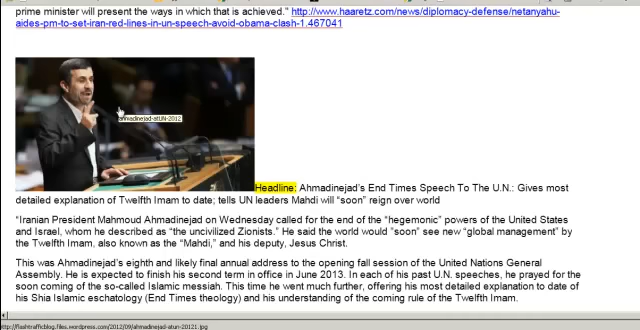 prime minister will present the ways in which that is achieved." http://www.haaretz.com/news/diplomacy-defense/netanyahu-
aides-pm-to-set-iran-red-lines-in-un-speech-avoid-obama-clash-1.467041
ahmadinejad-atUN-2012
Headline: Ahmadinejad's End Times Speech To The U.N.: Gives most
detailed explanation of Twelfth Imam to date; tells UN leaders Mahdi will "soon" reign over world
"Iranian President Mahmoud Ahmadinejad on Wednesday called for the end of the "hegemonic" powers of the United States
and Israel, whom he described as "the uncivilized Zionists." He said the world would "soon" see new "global management" by
the Twelfth Imam, also known as the "Mahdi," and his deputy, Jesus Christ.
This was Ahmadinejad's eighth and likely final annual address to the opening fall session of the United Nations General
Assembly. He is expected to finish his second term in office in June 2013. In each of his past U.N. speeches, he prayed for the
soon coming of the so-called Islamic messiah. This time he went much further, offering his most detailed explanation to date of
his Shia Islamic eschatology (End Times theology) and his understanding of the coming rule of the Twelfth Imam.
http://flashtrafficblog.files.wordpress.com/2012/09/ahmadinejad-atun-20121.jpg